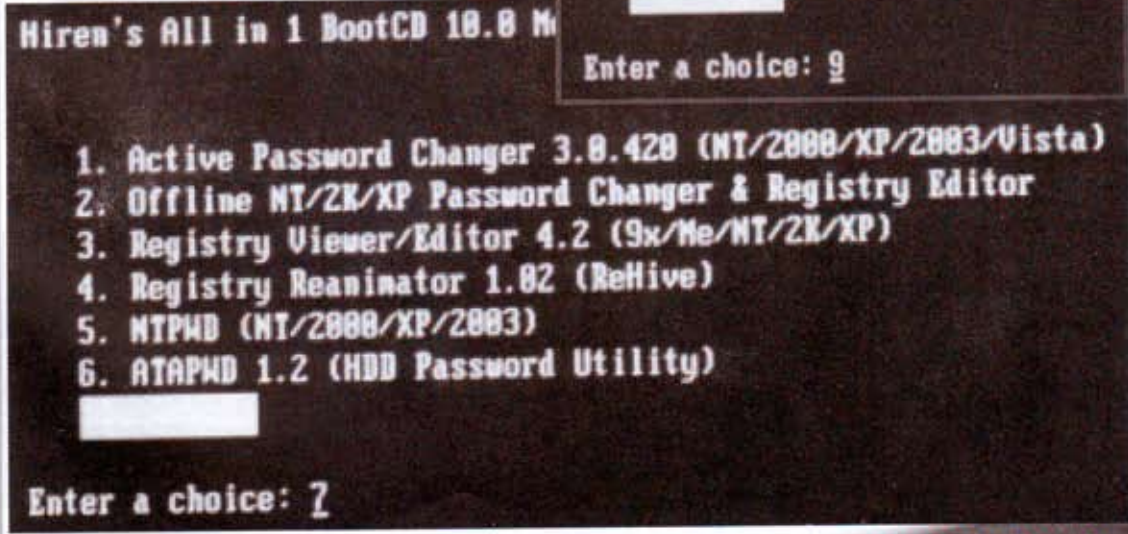 Hiren's All in 1 BootCD 10.0
Enter a choice: 9
1. Active Password Changer 3.0.420 (NT/2000/XP/2003/Vista)
2. Offline NT/2K/XP Password Changer & Registry Editor
3. Registry Viewer/Editor 4.2 (9x/Me/NT/2K/XP)
4. Registry Reanimator 1.02 (ReHive)
5. NTPWD (NT/2000/XP/2003)
6. ATAPWD 1.2 (HDD Password Utility)
Enter a choice: 7